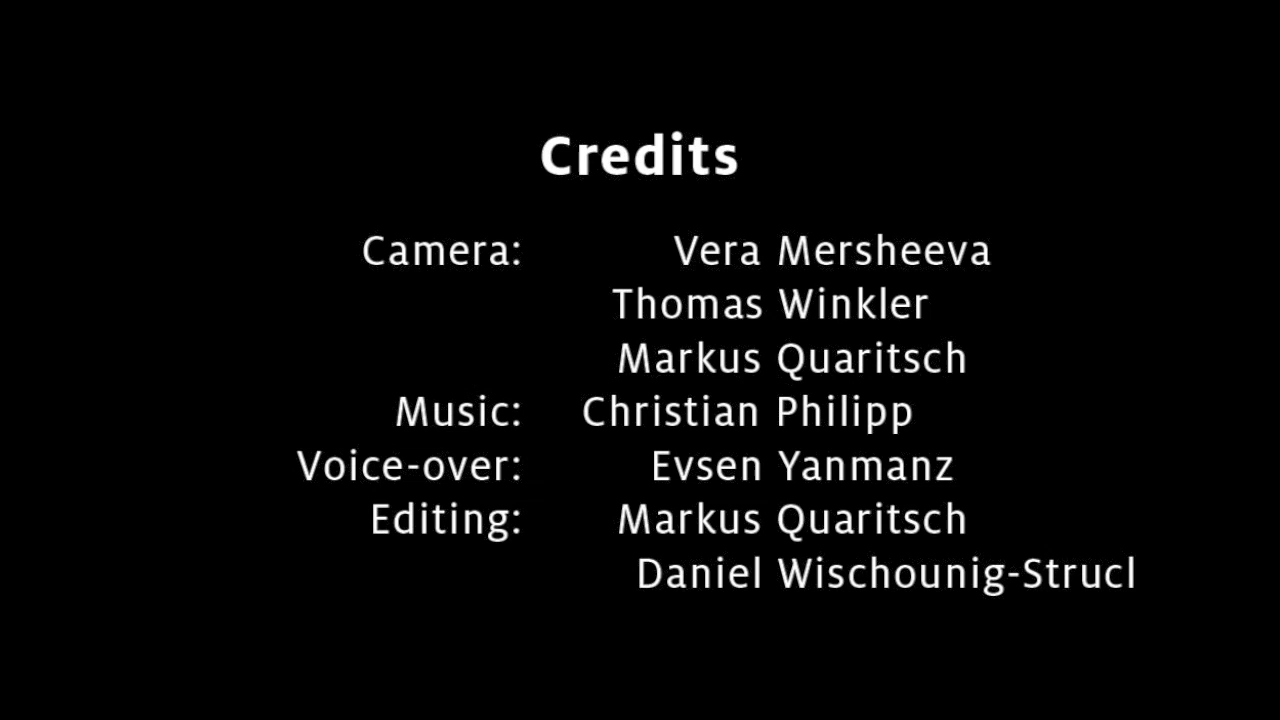 Credits
Camera: Vera Mersheeva
Thomas Winkler
Markus Quaritsch
Music: Christian Philipp
Voice-over: Evsen Yanmanz
Editing: Markus Quaritsch
Daniel Wischounig-Strucl